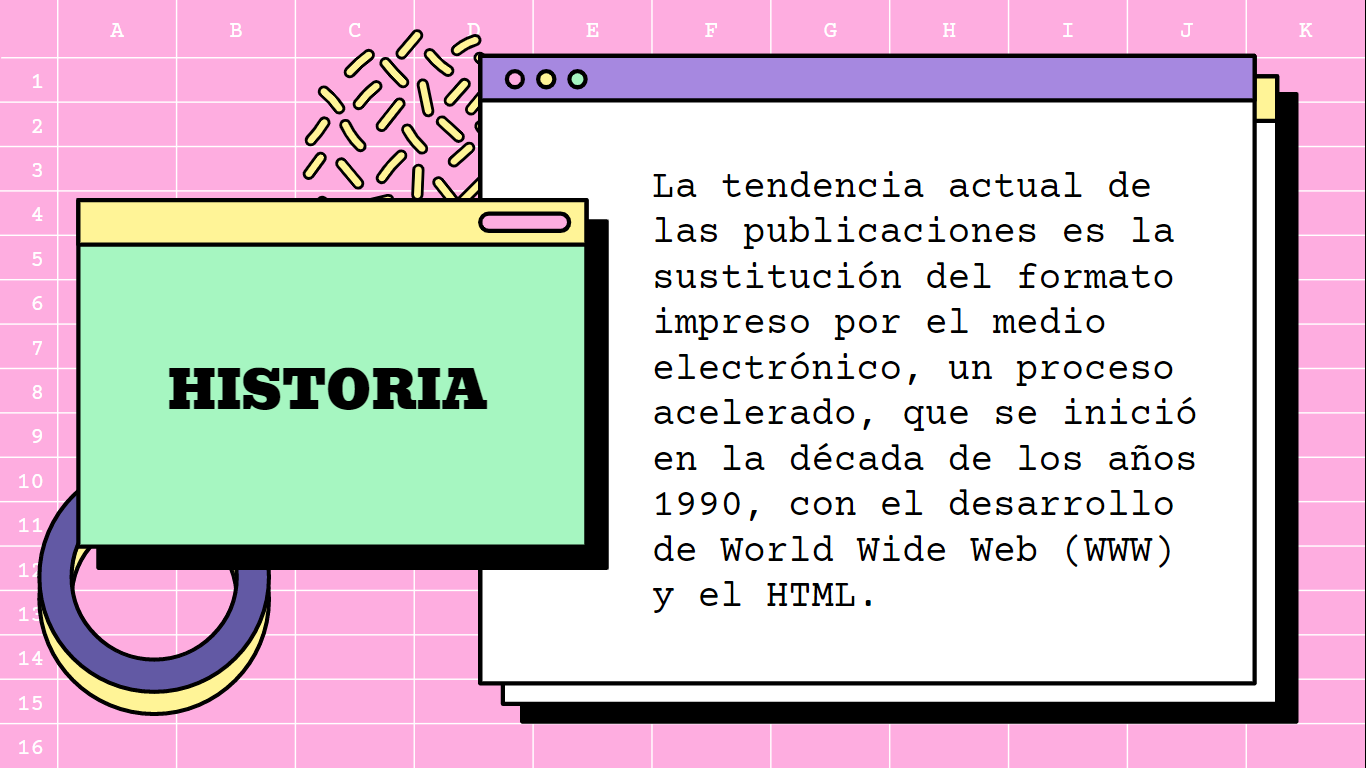 A B C D E F G H I J K
1
2
3
4
5
6
7
8
9
10
11
12
13
14
15
16
HISTORIA
La tendencia actual de
las publicaciones es la
sustitución del formato
impreso por el medio
electrónico, un proceso
acelerado, que se inició
en la década de los años
1990, con el desarrollo
de World Wide Web (WWW)
y el HTML.